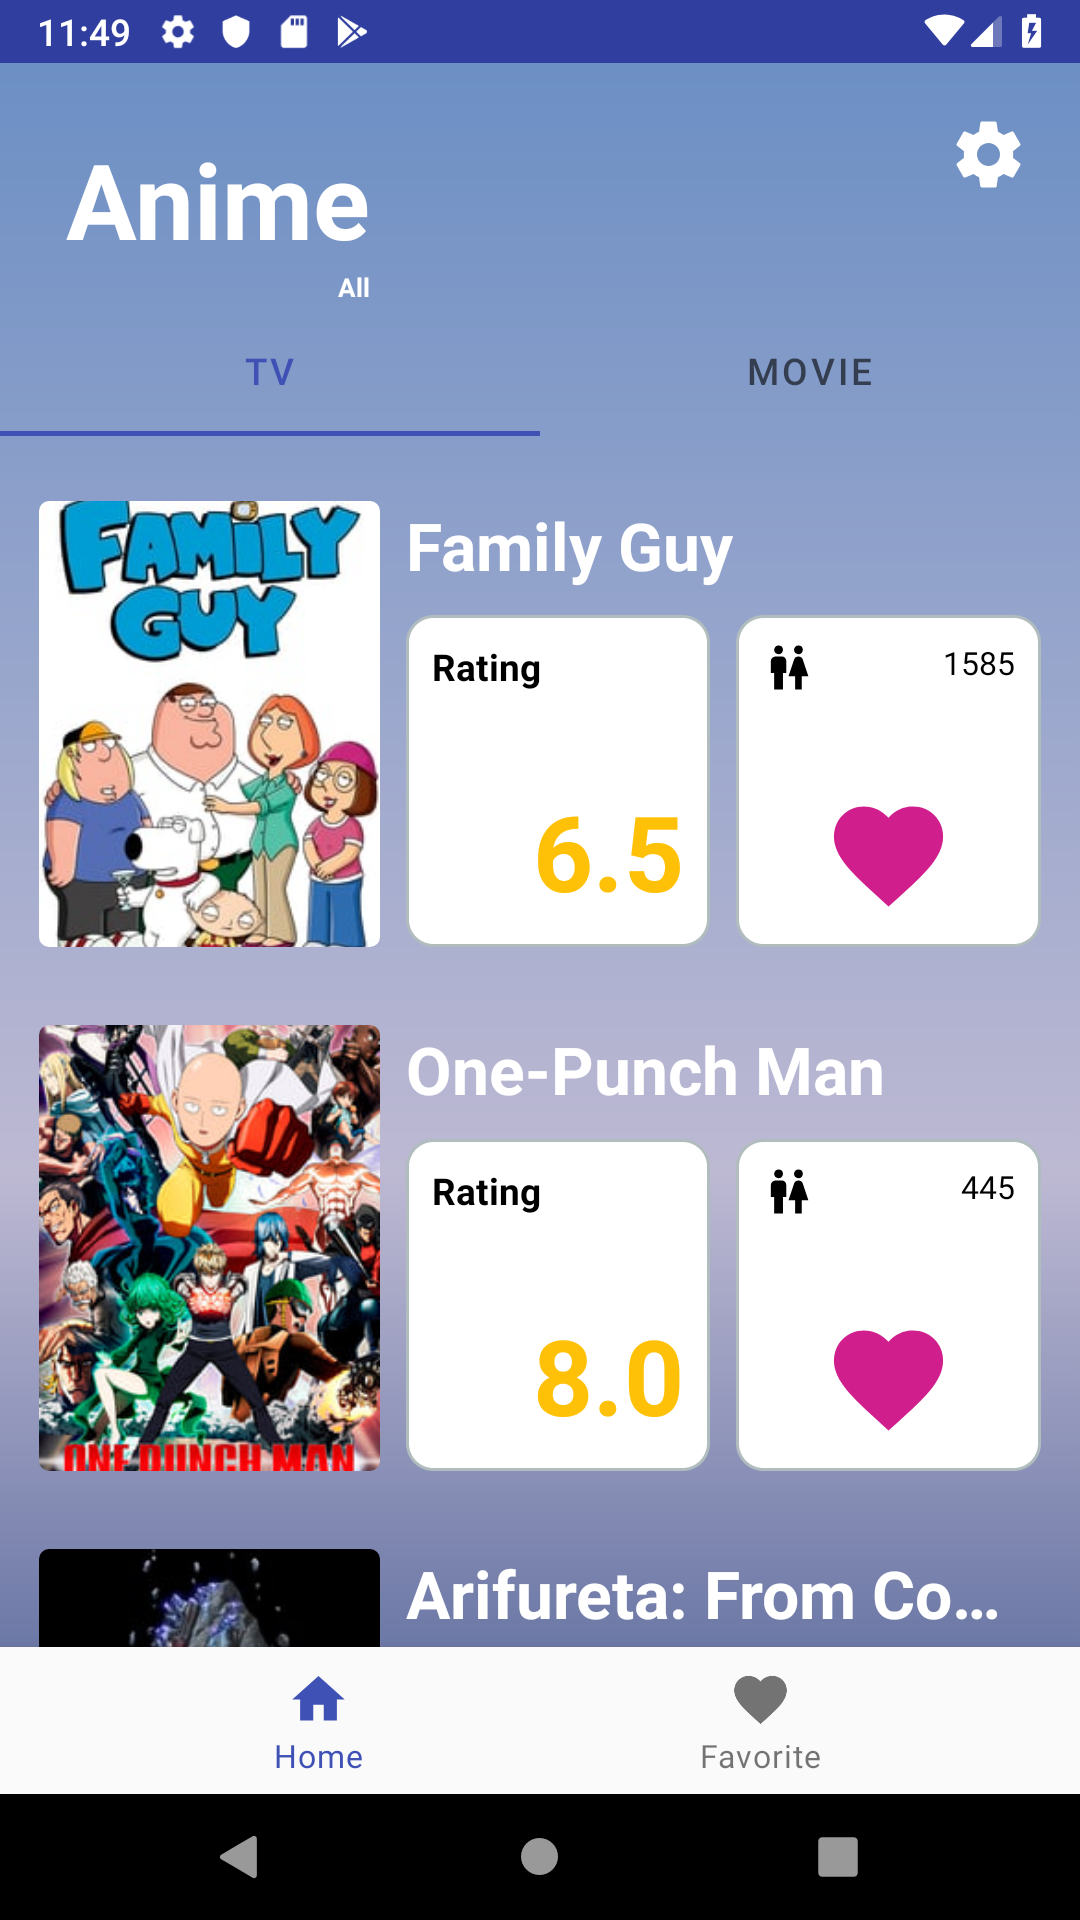 11:49
Anime
All
TV
MOVIE
FAMILY
GUY
Family Guy
Rating
1585
6.5
ONE PUNCH MAN
One-Punch Man
Rating
445
8.0
Arifureta: From Co...
Home
Favorite